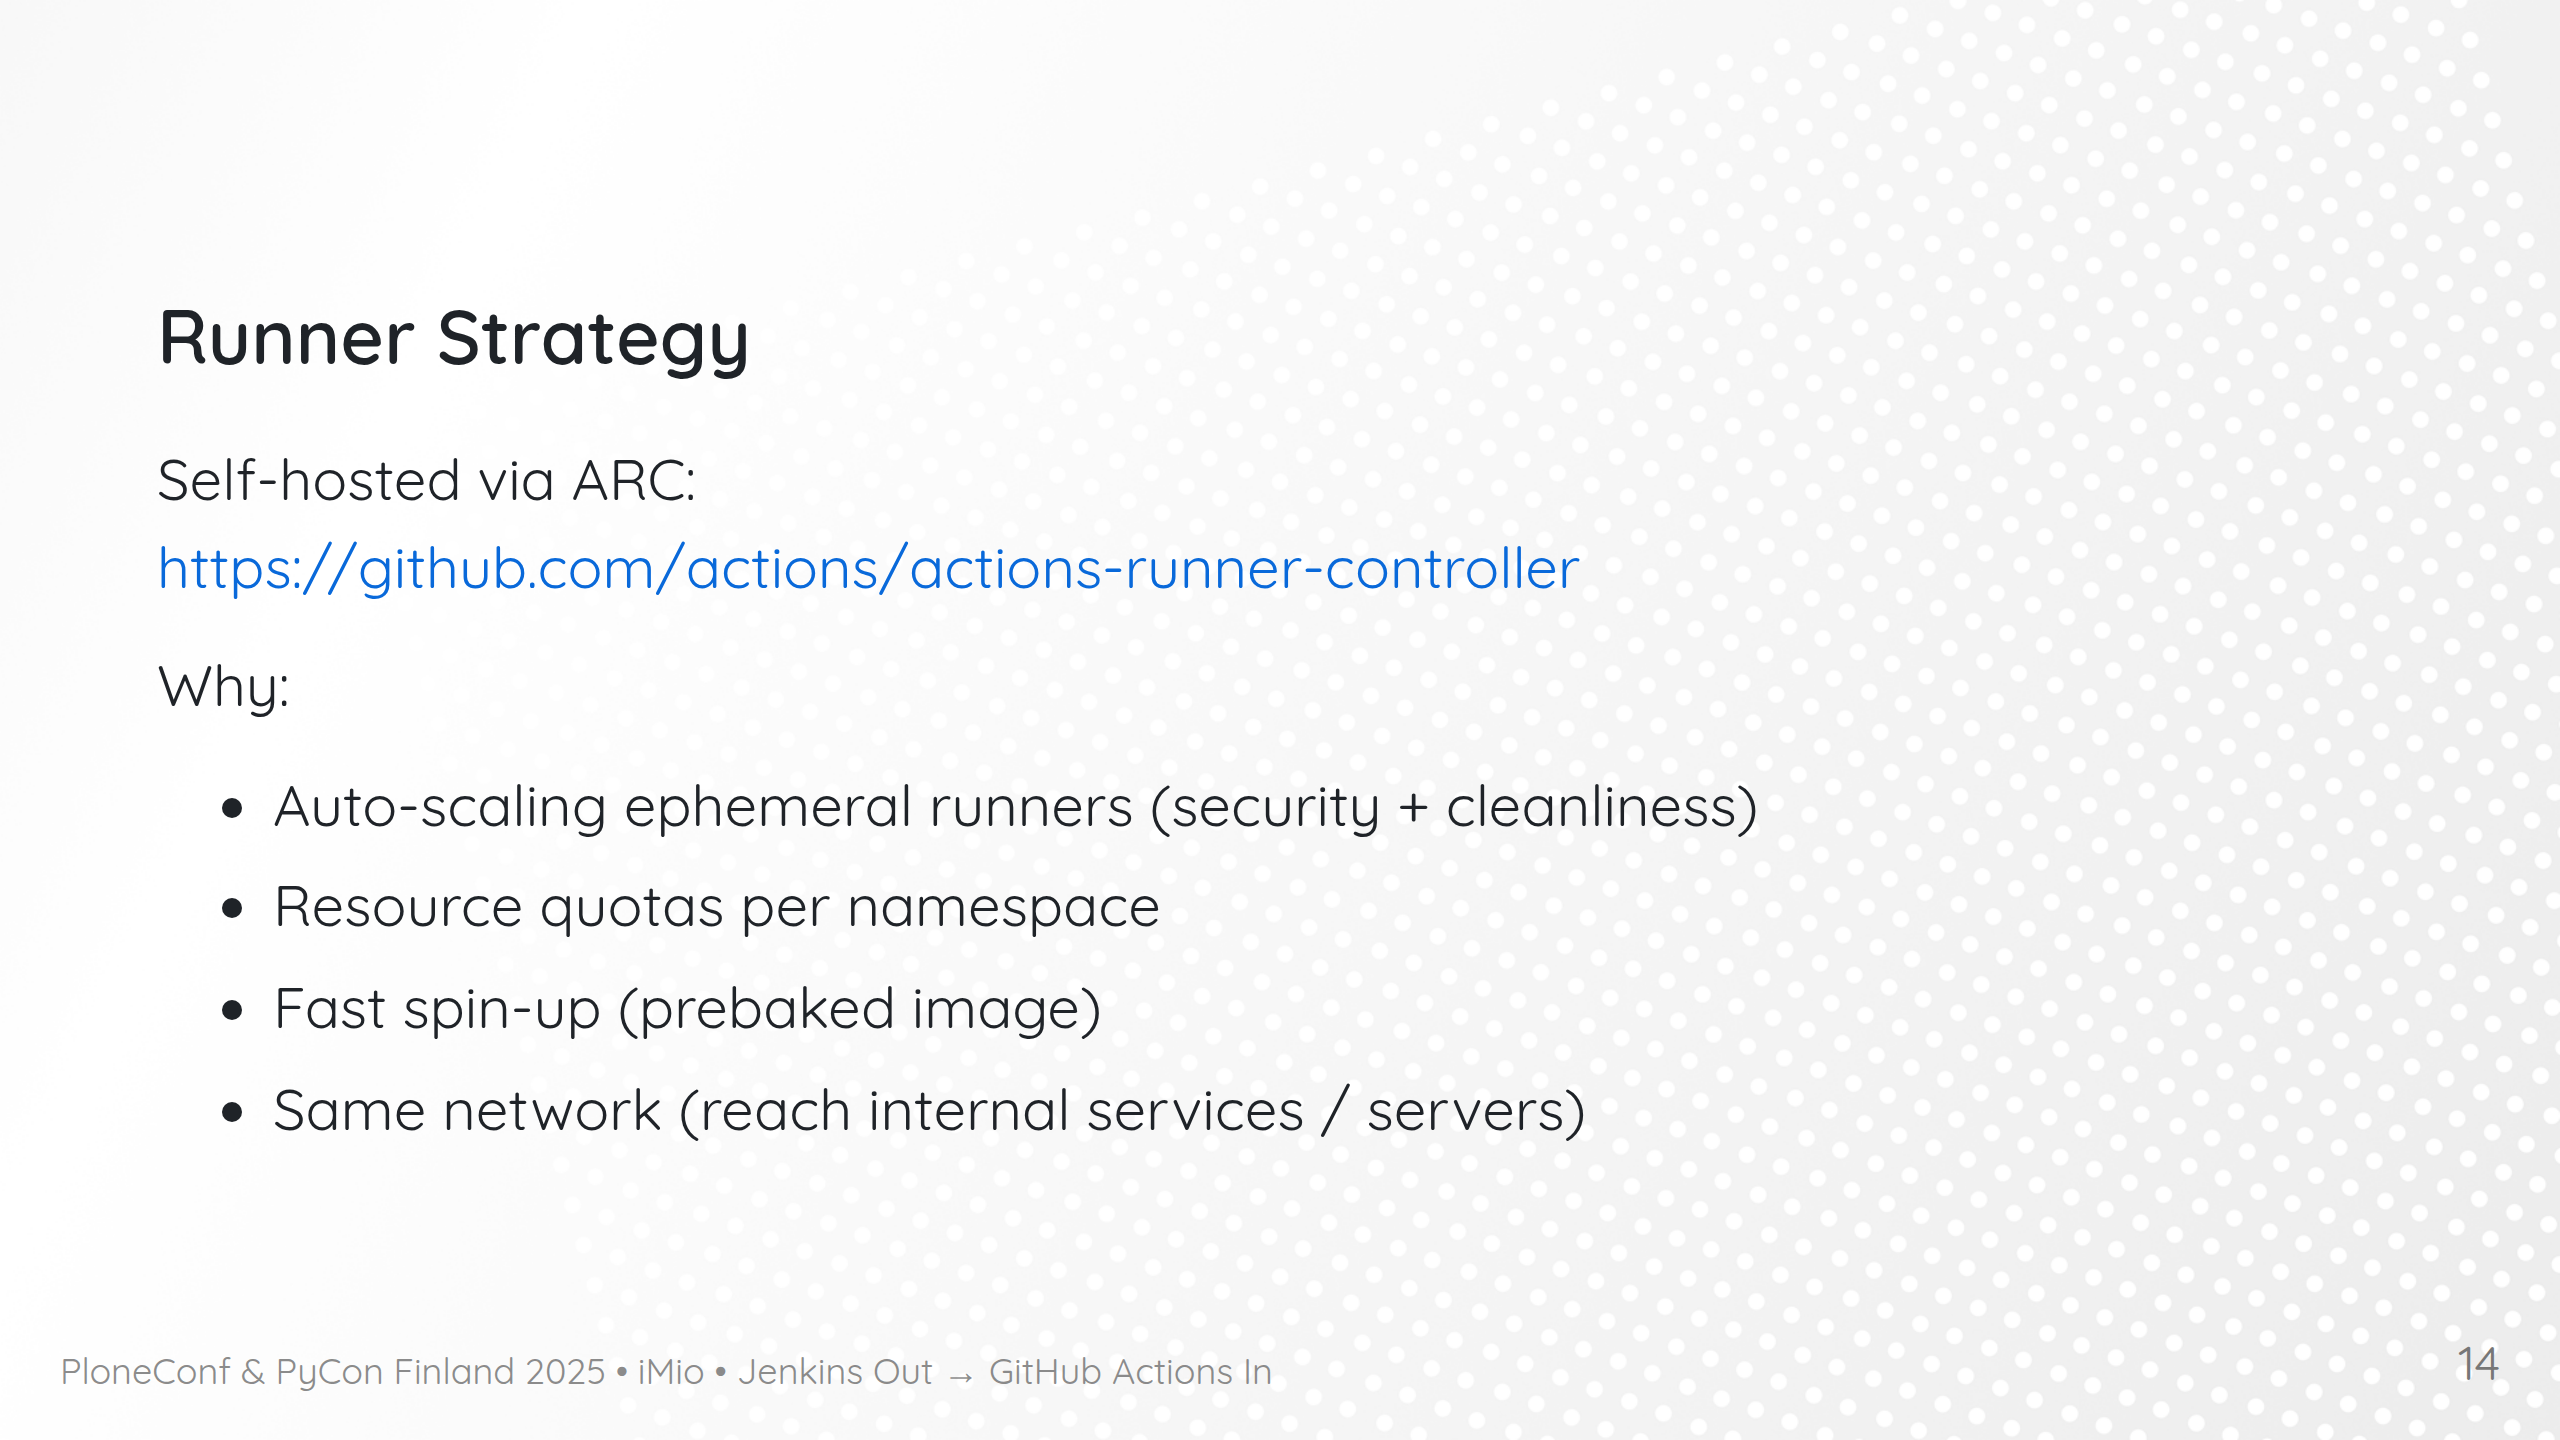 Runner Strategy
Self-hosted via ARC:
https://github.com/actions/actions-runner-controller
Why:
• Auto-scaling ephemeral runners (security + cleanliness)
• Resource quotas per namespace
• Fast spin-up (prebaked image)
• Same network (reach internal services / servers)
PloneConf & PyCon Finland 2025 • iMio • Jenkins Out → GitHub Actions In
14